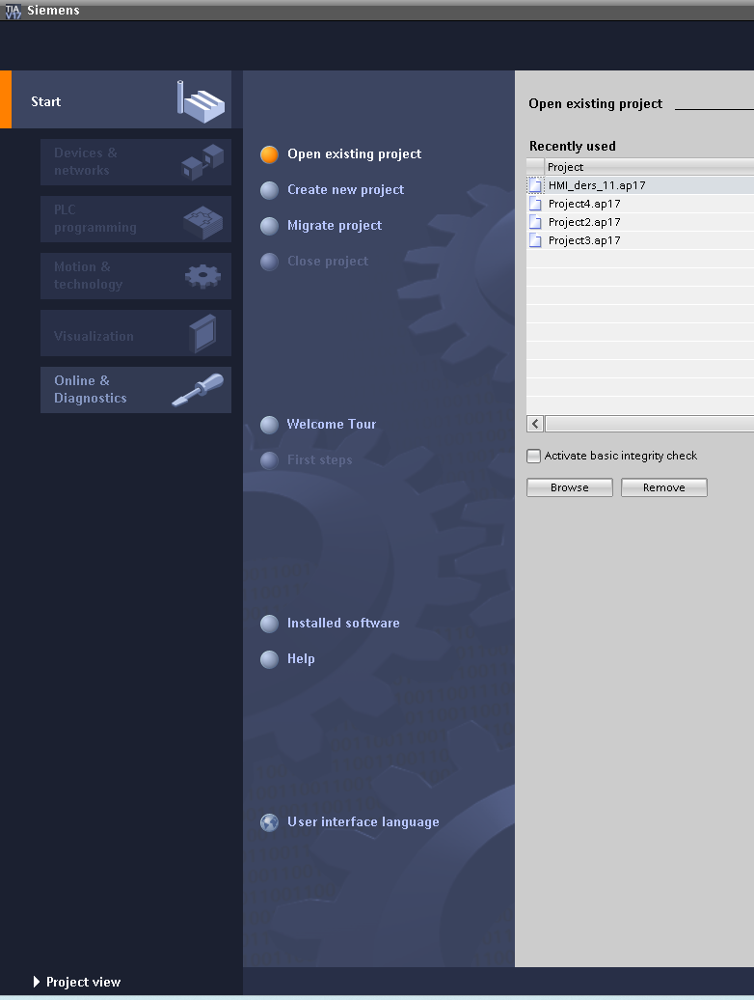 TIA
V17
Siemens
Start
Devices &
networks
PLC
programming
Motion &
technology
Visualization
Online &
Diagnostics
Project view
Open existing project
Create new project
Migrate project
Close project
Welcome Tour
First steps
Installed software
Help
User interface language
Open existing project
Recently used
Project
HMI_ders_11.ap17
Project4.ap17
Project2.ap17
Project3.ap17
Activate basic integrity check
Browse
Remove